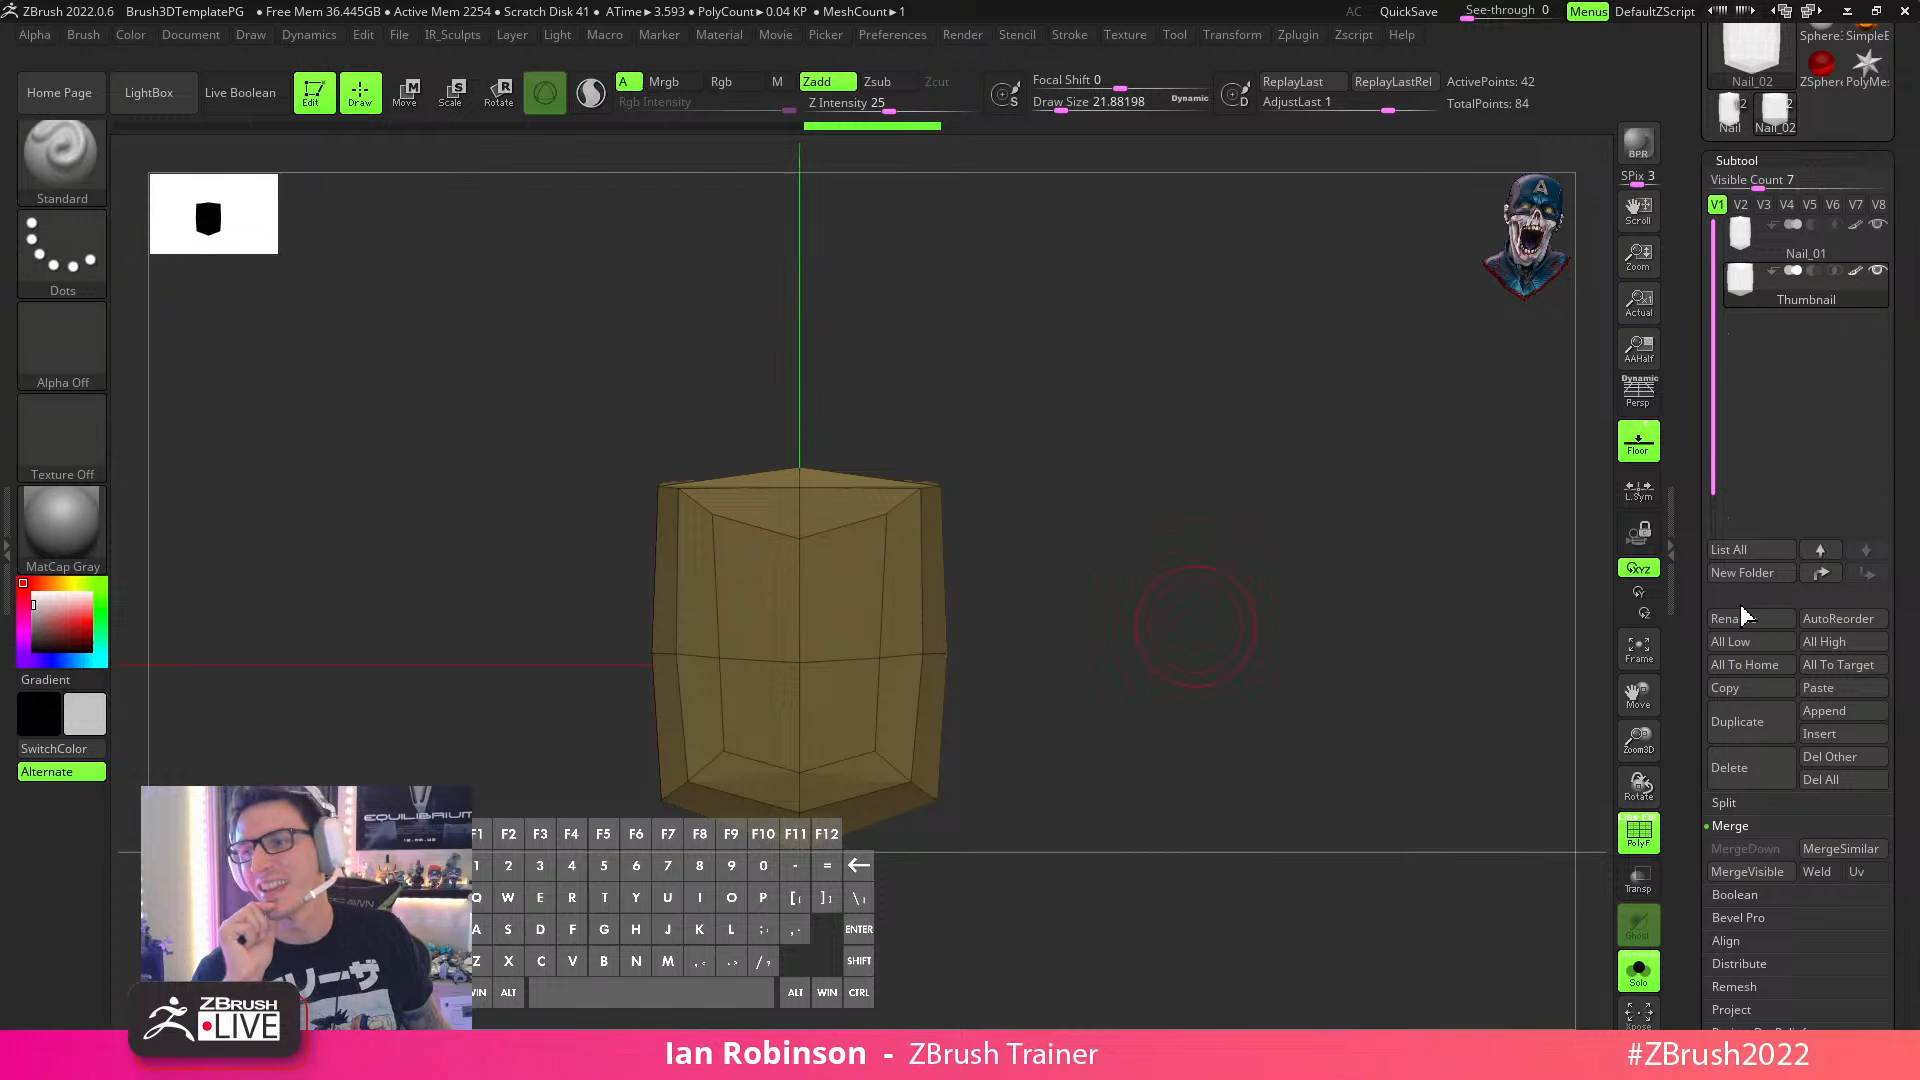 ZBrush 2022.0.6 Brush3DTemplatePG • Free Mem 36.445GB • Active Mem 2254 • Scratch Disk 41 • ATime►3.593 • PolyCount►0.04 KP • MeshCount►1 AC QuickSave See-through 0 Menus DefaultZScript
Alpha Brush Color Document Draw Dynamics Edit File IR_Sculpts Layer Light Macro Marker Material Movie Picker Preferences Render Stencil Stroke Texture Tool Transform Zplugin Zscript Help
Home Page LightBox Live Boolean Edit Draw Move Scale Rotate
A Mrgb Rgb M Zadd Zsub Zcut
Rgb Intensity Z Intensity 25
Focal Shift 0
Draw Size 21.88198 Dynamic
ReplayLast ReplayLastRel ActivePoints: 42
AdjustLast 1 TotalPoints: 84
Standard
Dots
Alpha Off
Texture Off
MatCap Gray
Gradient
SwitchColor
Alternate
BPR
SPix 3
Scroll
Zoom
Actual
AAHalf
Dynamic
Persp
Floor
L.Sym
XYZ
Y
Z
Frame
Move
Zoom3D
Rotate
Line Fill
PolyF
Transp
Ghost
Solo
Xpose
Nail_02
Nail Nail_02
Subtool
Visible Count 7
V1 V2 V3 V4 V5 V6 V7 V8
Nail_01
Thumbnail
List All
New Folder
AutoReorder
All Low All High
All To Home All To Target
Copy Paste
Duplicate Append
Insert
Delete Del Other
Del All
Split
Merge
MergeDown MergeSimilar
MergeVisible Weld Uv
Boolean
Bevel Pro
Align
Distribute
Remesh
Project
EQUILIBRIUM
F1 F2 F3 F4 F5 F6 F7 F8 F9 F10 F11 F12
1 2 3 4 5 6 7 8 9 0 - =
Q W E R T Y U I O P [ ] \
A S D F G H J K L ; ENTER
Z X C V B N M , . / ? SHIFT
WIN ALT ALT WIN CTRL
ZBRUSH
LIVE
Ian Robinson - ZBrush Trainer
#ZBrush2022